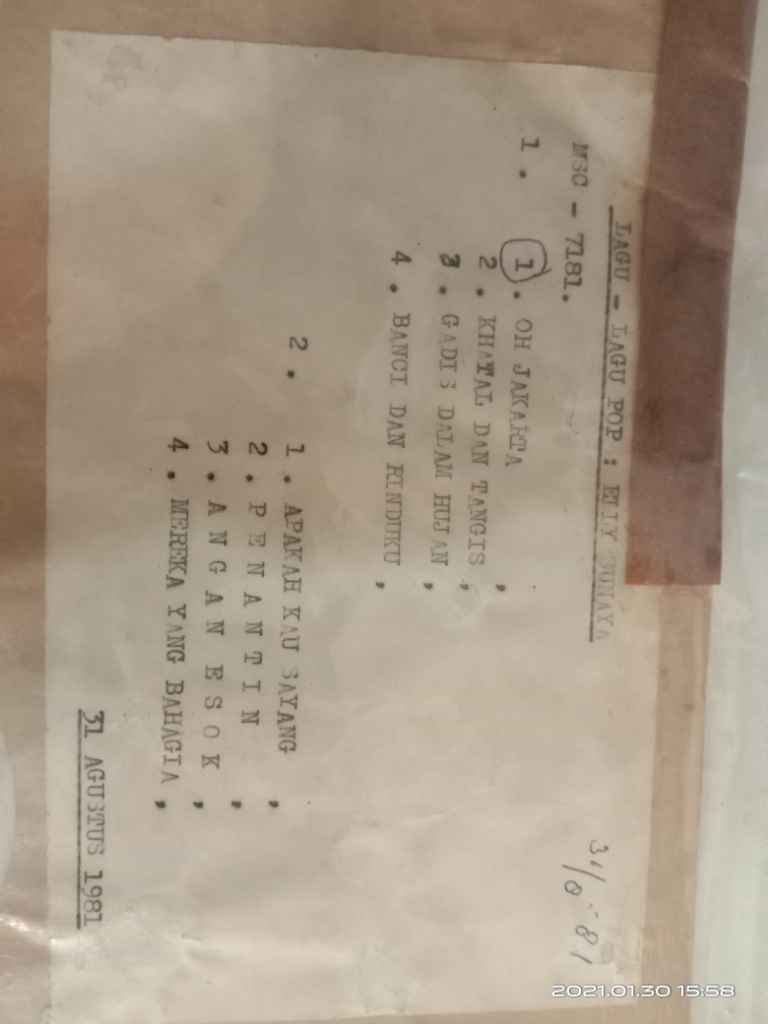 LAGU - LAGU POP : ELLY
MSC - 7181.
31/8-81
1. 1. OH JAKARTA ,
2. KHATAL DAN TANGIS ,
3. GADIS DALAM HUJAN ,
4. BANCI DAN RINDUKU ,
2. 1. APAKAH KAU SAYANG ,
2. P E N A N T I N ,
3. A N G A N E S O K ,
4. MEREKA YANG BAHAGIA ,
31 AGUSTUS 1981
2021.01.30 15:58